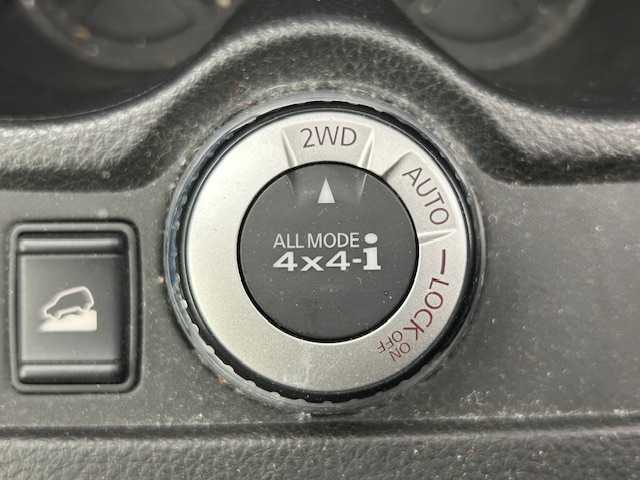 2WD
AUTO
LOCK
ON
OFF
ALL MODE
4x4-i